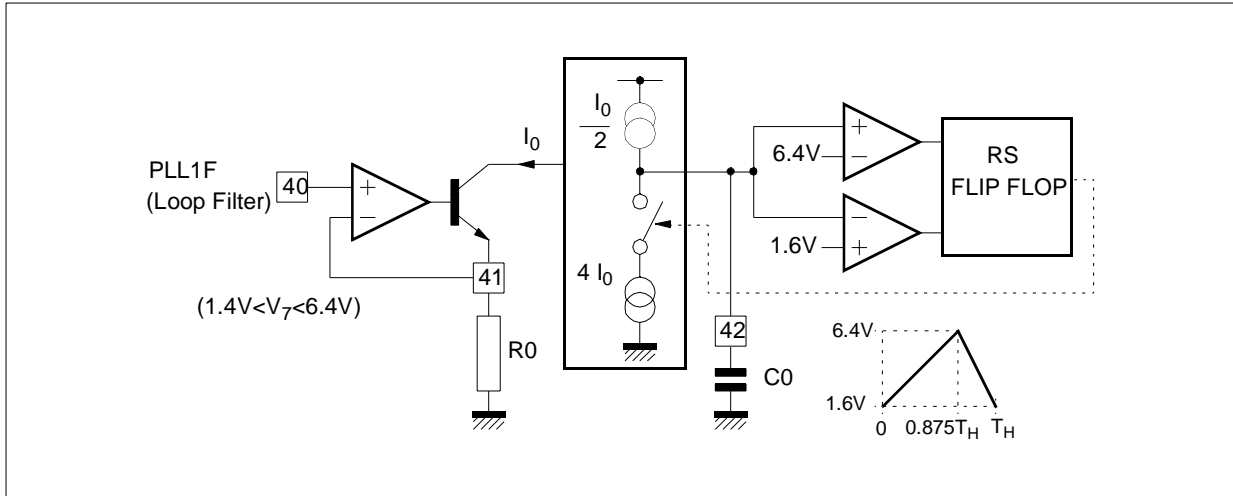 PLL1F
(Loop Filter)
40
(1.4V<V7<6.4V)
41
R0
I0
I0
2
4 I0
42
C0
6.4V
1.6V
RS
FLIP FLOP
6.4V
1.6V
0
0.875TH
TH